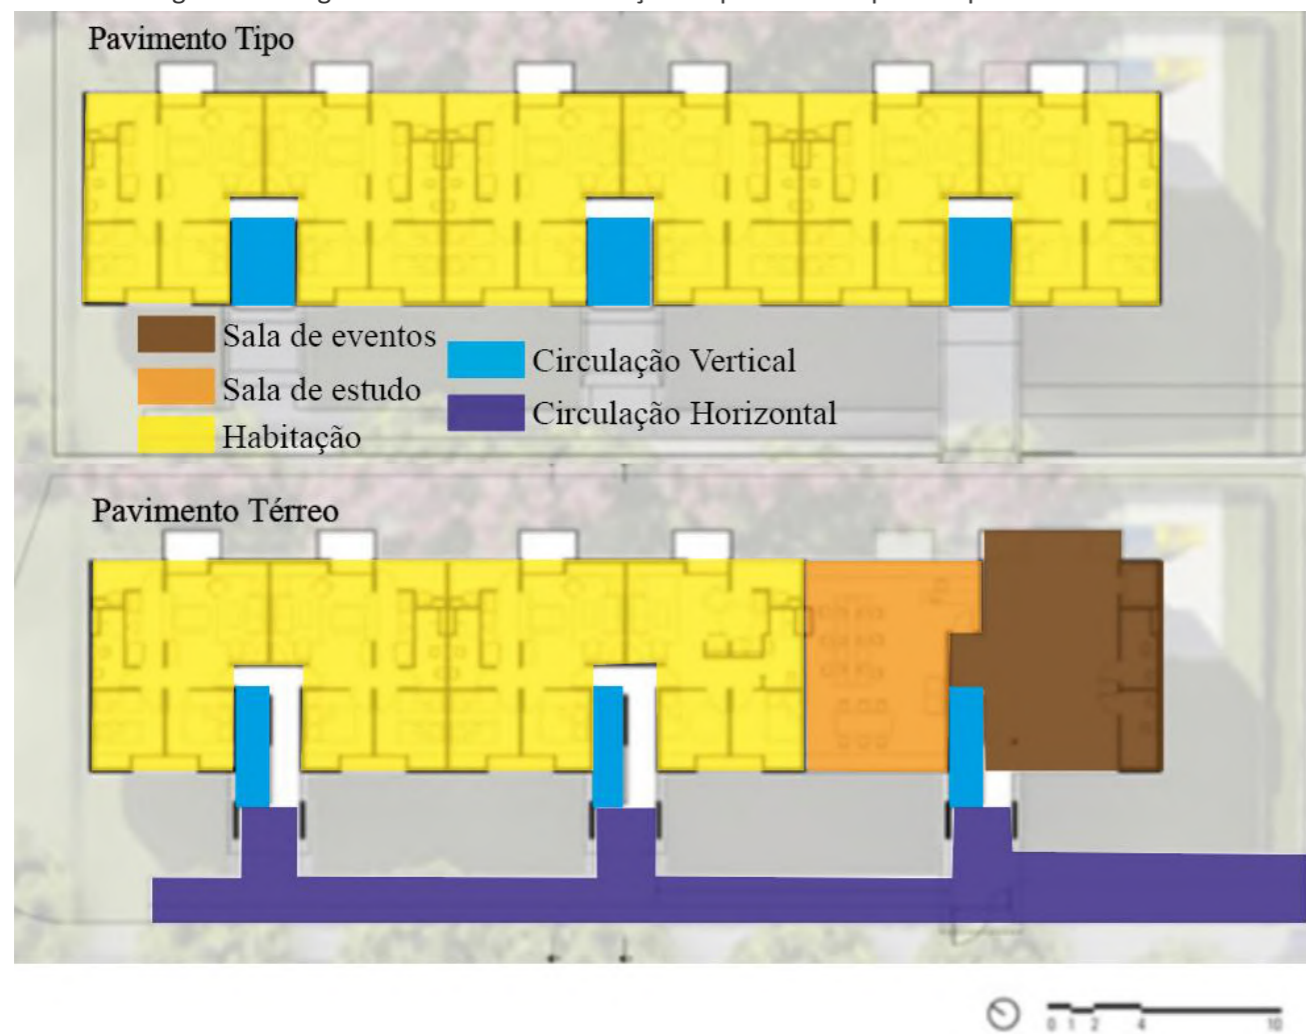 Pavimento Tipo
Sala de eventos
Sala de estudo
Habitação
Circulação Vertical
Circulação Horizontal
Pavimento Térreo
0 1 2 4 10